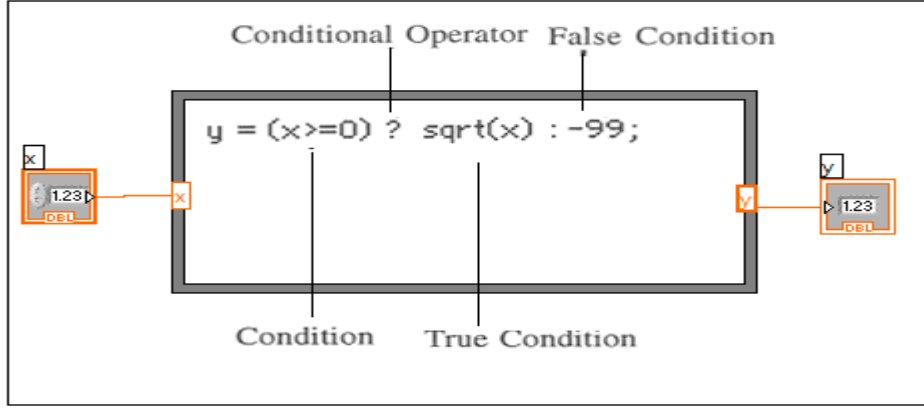 Conditional Operator False Condition
y = (x>=0) ? sqrt(x) : -99;
x
1.23
DBL
x
y
y
1.23
DBL
Condition True Condition